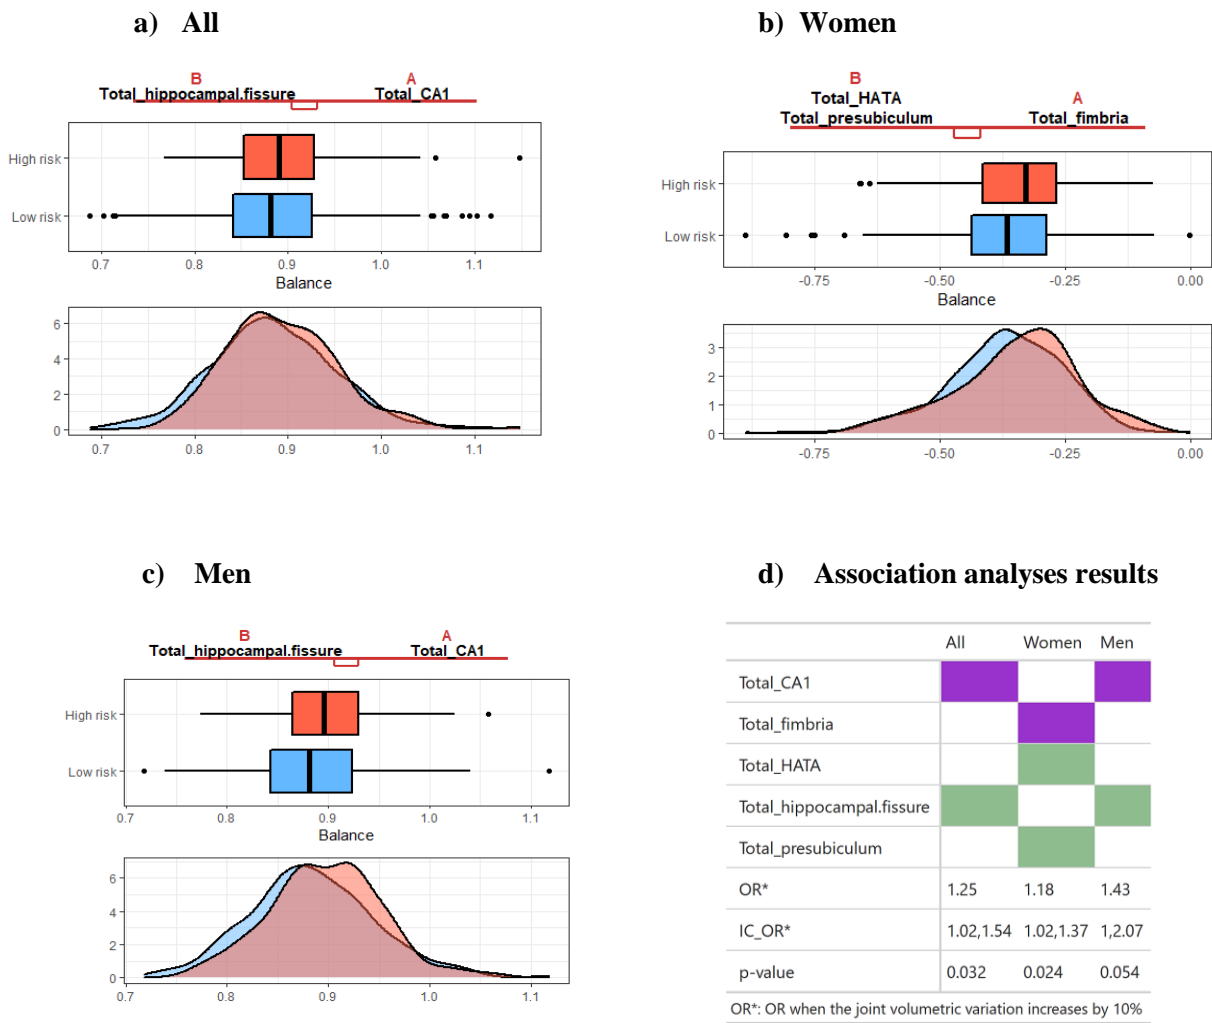 a) All
B A
Total_hippocampal.fissure Total_CA1
High risk
Low risk
0.7 0.8 0.9 1.0 1.1
Balance
6
4
2
0
0.7 0.8 0.9 1.0 1.1
b) Women
B
Total_HATA A
Total_presubiculum Total_fimbria
High risk
Low risk
-0.75 -0.50 -0.25 0.00
Balance
3
2
1
0
-0.75 -0.50 -0.25 0.00
c) Men
B A
Total_hippocampal.fissure Total_CA1
High risk
Low risk
0.7 0.8 0.9 1.0 1.1
Balance
6
4
2
0
0.7 0.8 0.9 1.0 1.1
d) Association analyses results
All Women Men
Total_CA1
Total_fimbria
Total_HATA
Total_hippocampal.fissure
Total_presubiculum
OR* 1.25 1.18 1.43
IC_OR* 1.02,1.54 1.02,1.37 1,2.07
p-value 0.032 0.024 0.054
OR*: OR when the joint volumetric variation increases by 10%